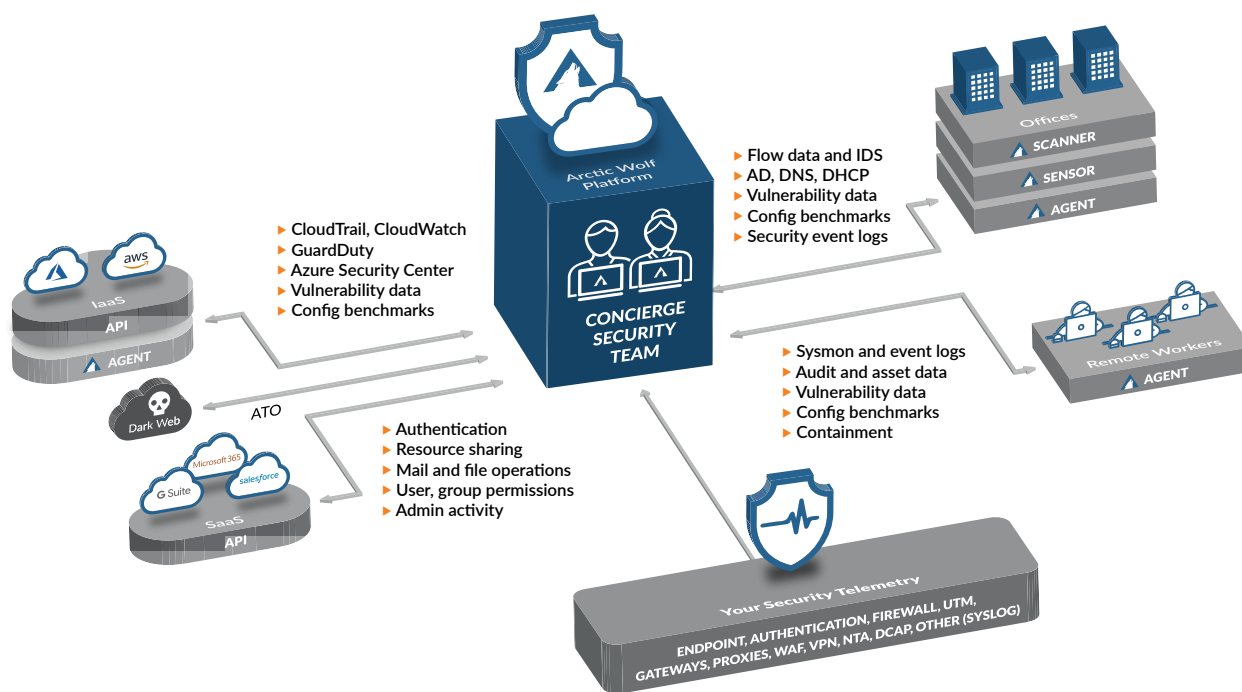 Arctic Wolf
Platform
CONCIERGE
SECURITY
TEAM
CloudTrail, CloudWatch
GuardDuty
Azure Security Center
Vulnerability data
Config benchmarks
aws
IaaS
API
AGENT
Dark Web
ATO
Microsoft 365
G Suite
salesforce
SaaS
API
Authentication
Resource sharing
Mail and file operations
User, group permissions
Admin activity
Flow data and IDS
AD, DNS, DHCP
Vulnerability data
Config benchmarks
Security event logs
Offices
SCANNER
SENSOR
AGENT
Remote Workers
AGENT
Sysmon and event logs
Audit and asset data
Vulnerability data
Config benchmarks
Containment
Your Security Telemetry
ENDPOINT, AUTHENTICATION, FIREWALL, UTM,
GATEWAYS, PROXIES, WAF, VPN, NTA, DCAP, OTHER (SYSLOG)